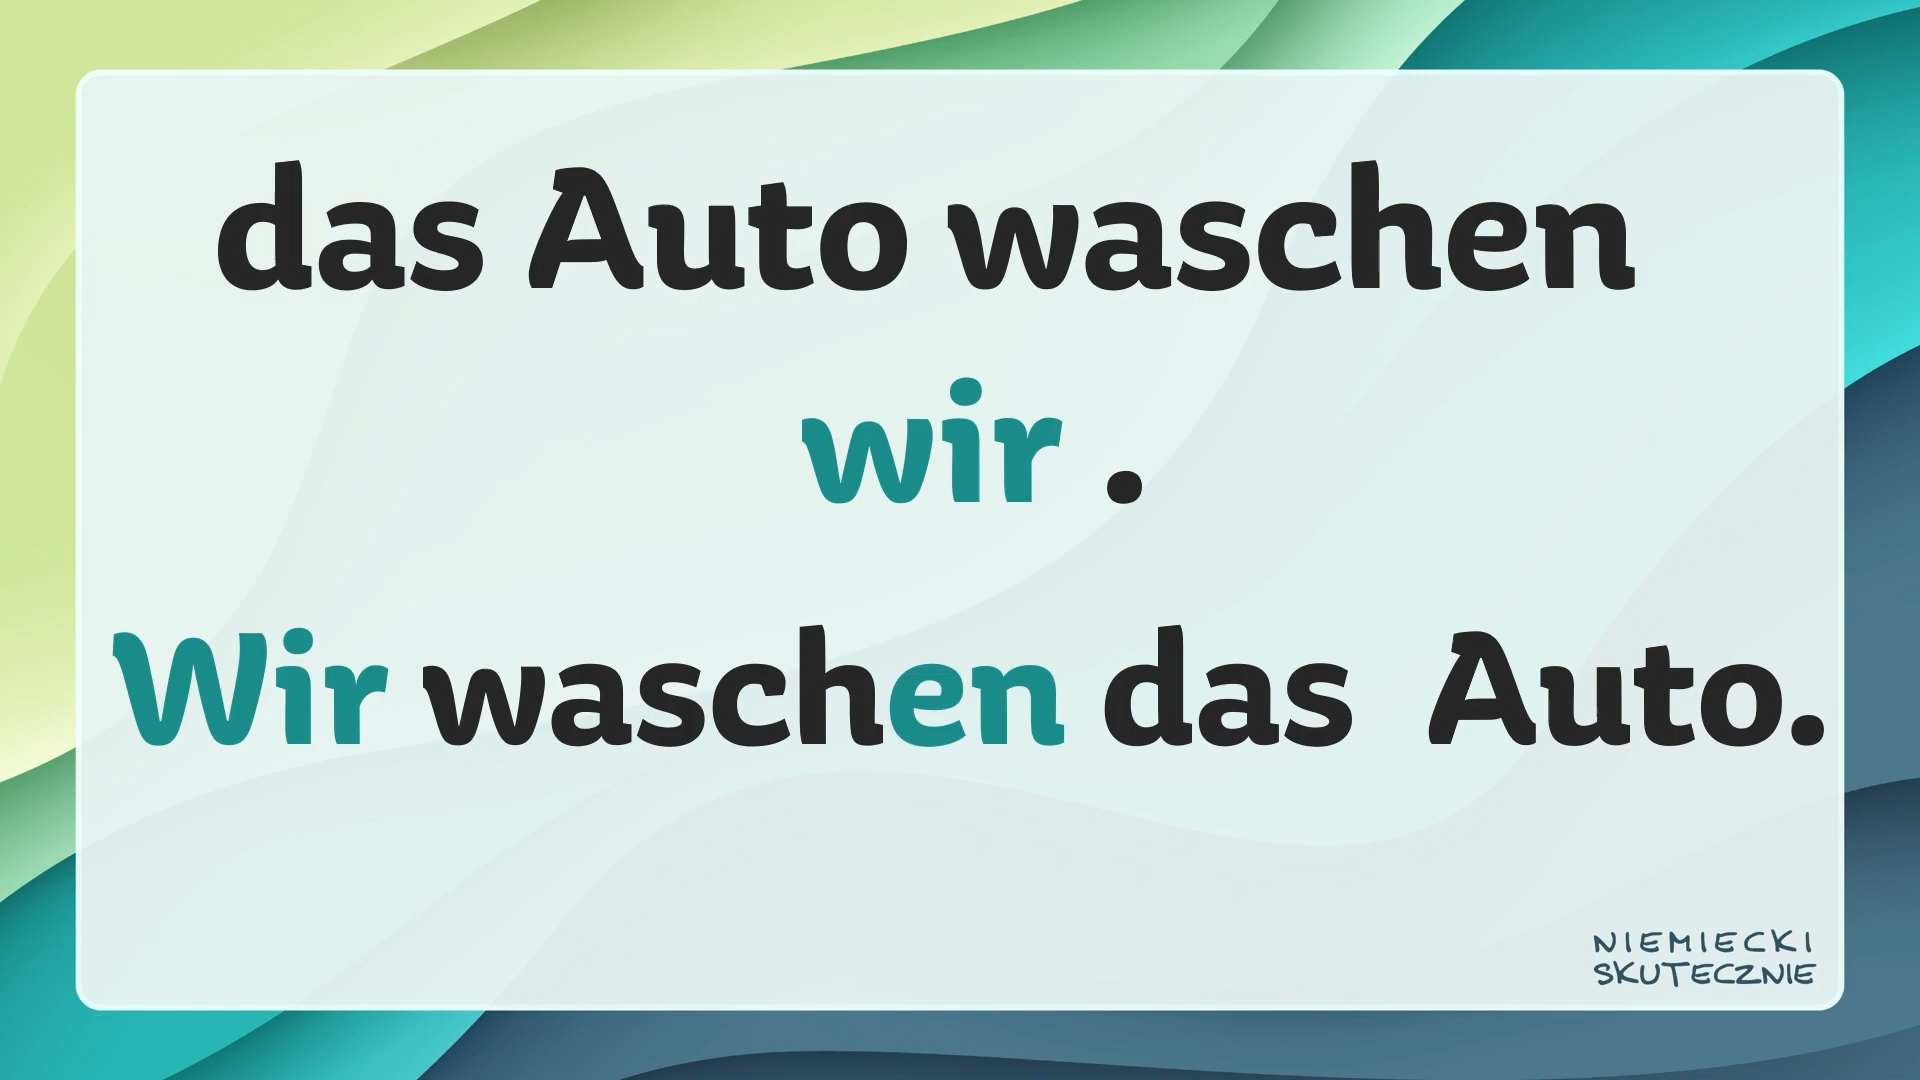 das Auto waschen
wir .
Wir waschen das Auto.
NIEMIECKI
SKUTECZNIE